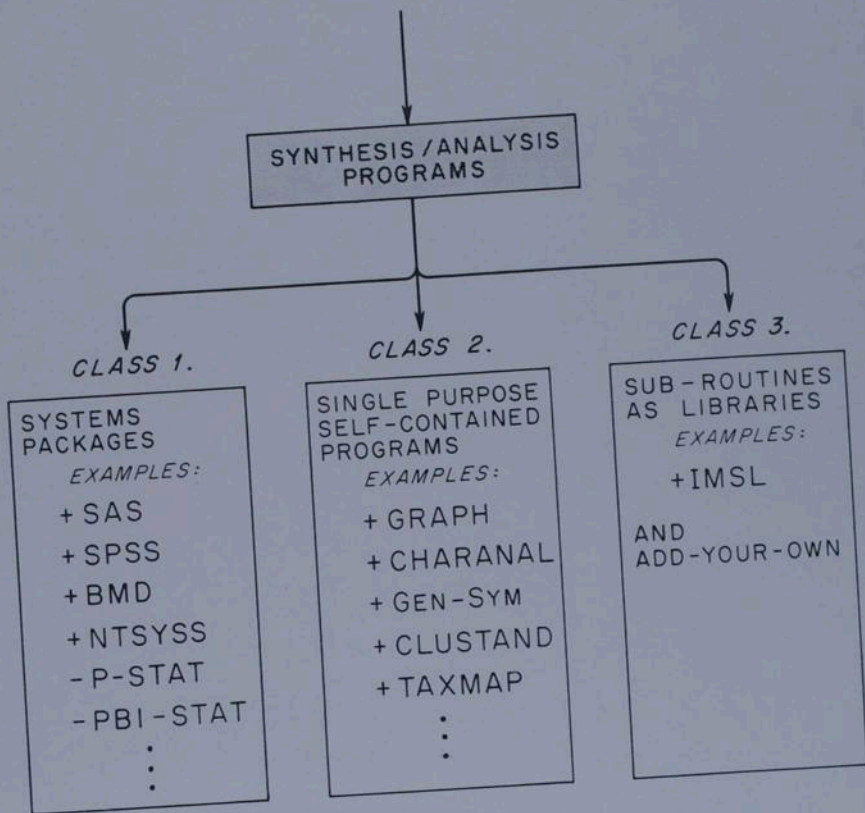 SYNTHESIS/ANALYSIS
PROGRAMS
CLASS 1.
SYSTEMS
PACKAGES
EXAMPLES:
+ SAS
+ SPSS
+ BMD
+ NTSYSS
- P-STAT
- PBI-STAT
CLASS 2.
SINGLE PURPOSE
SELF-CONTAINED
PROGRAMS
EXAMPLES:
+ GRAPH
+ CHARANAL
+ GEN-SYM
+ CLUSTAND
+ TAXMAP
CLASS 3.
SUB-ROUTINES
AS LIBRARIES
EXAMPLES:
+ IMSL
AND
ADD-YOUR-OWN